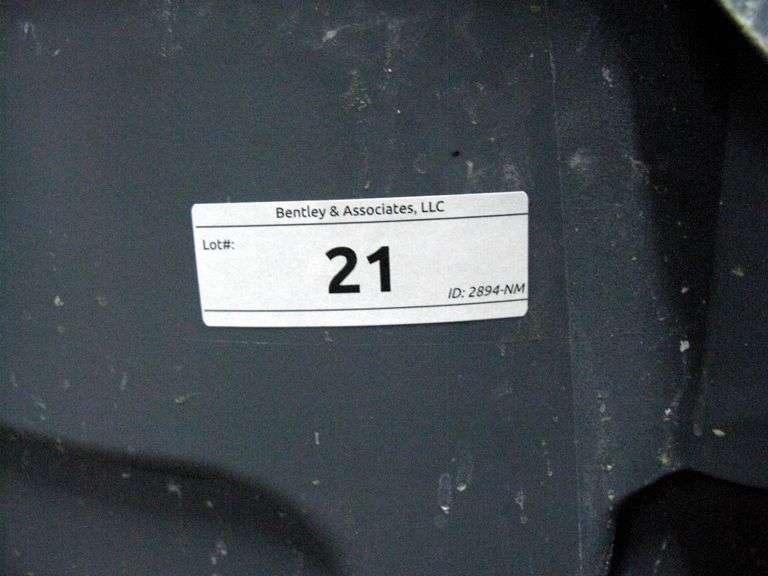 Bentley & Associates, LLC
Lot#:
21
ID: 2894-NM